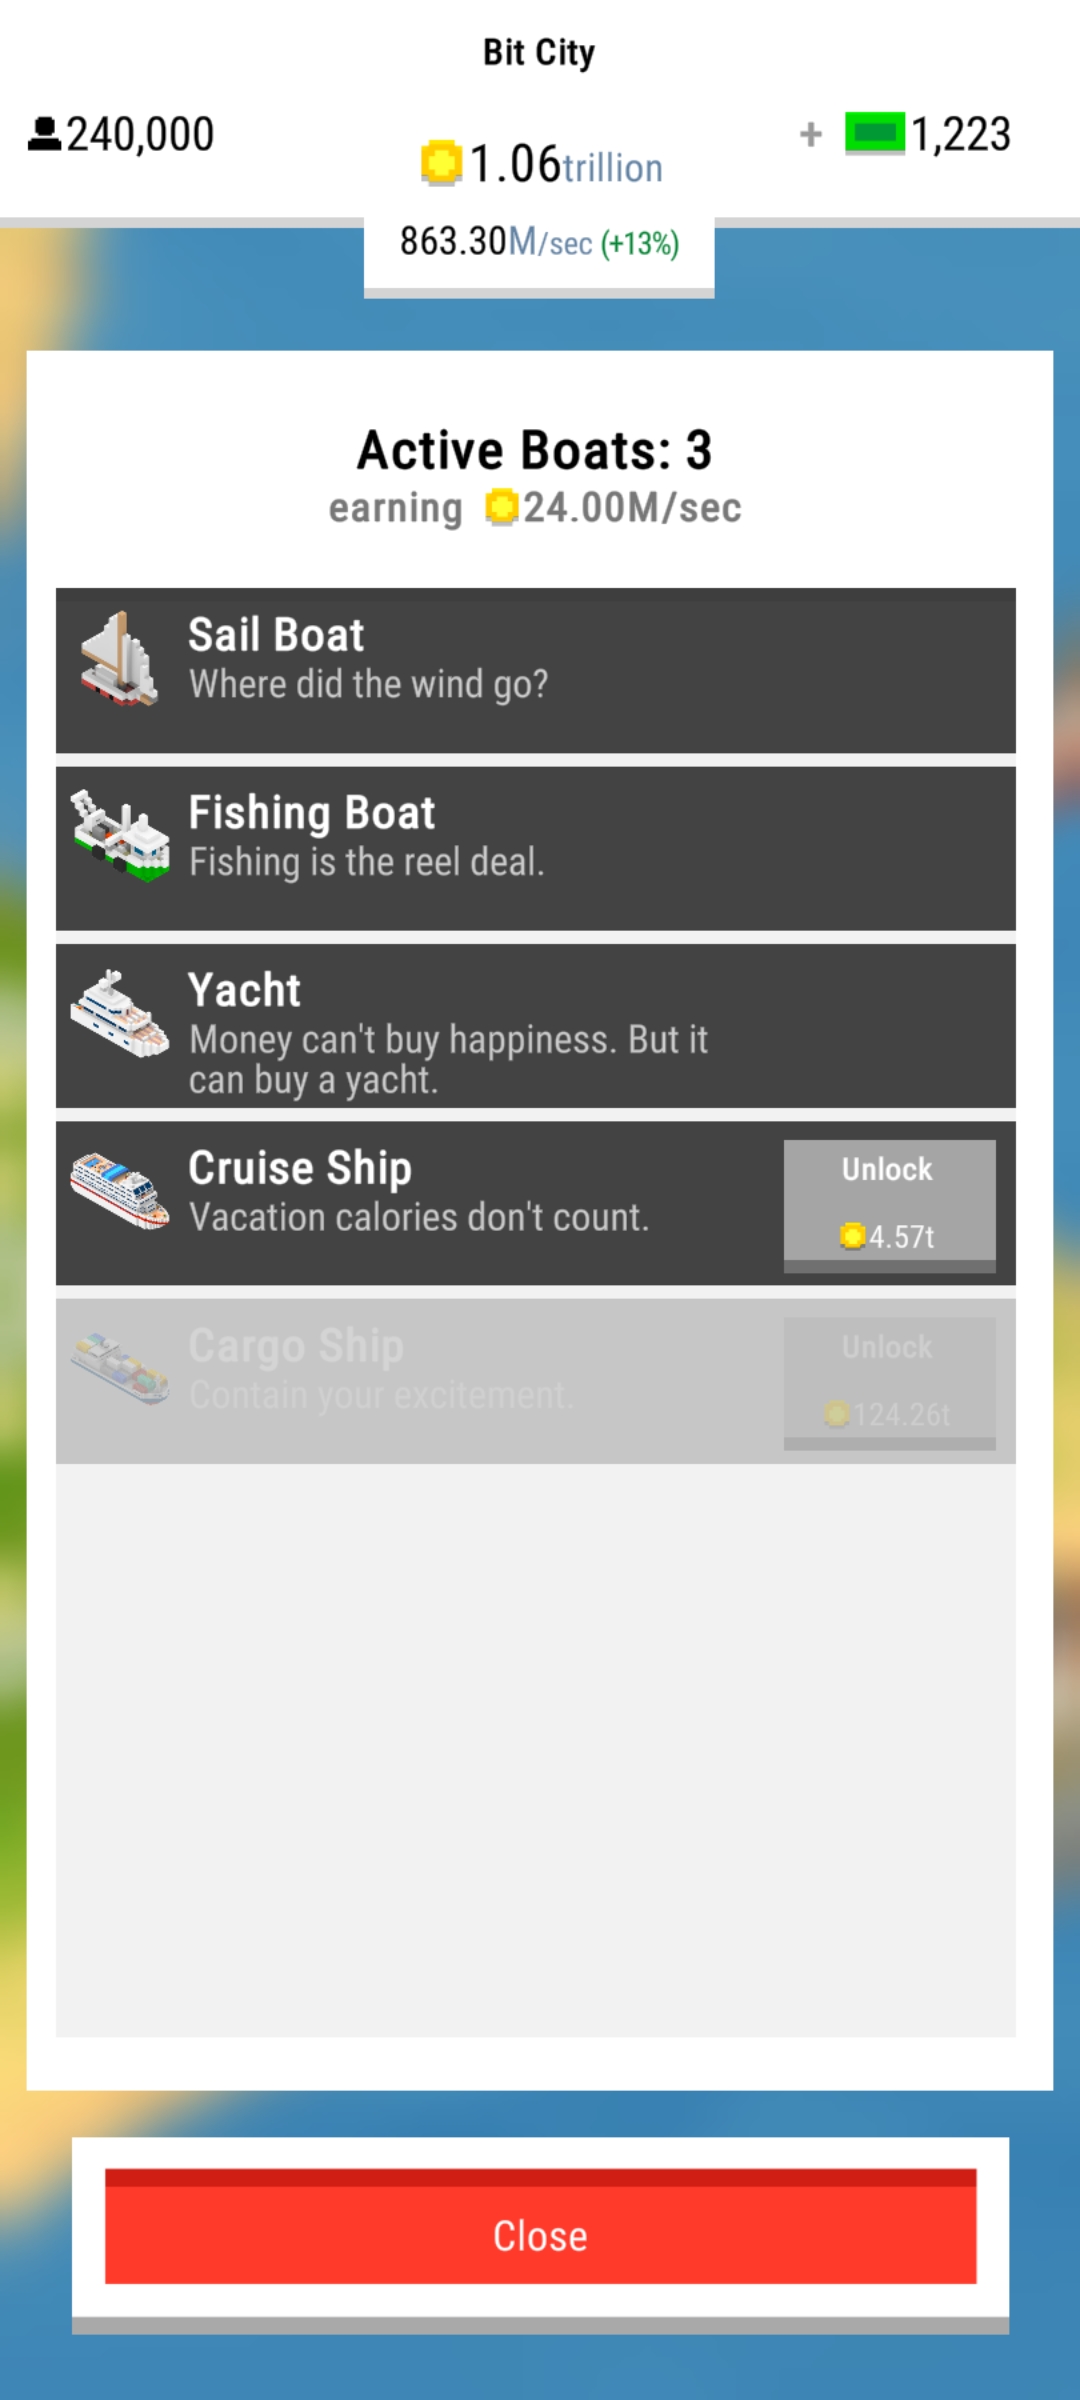 Bit City
240,000
1.06trillion
+ 1,223
863.30M/sec (+13%)
Active Boats: 3
earning 24.00M/sec
Sail Boat
Where did the wind go?
Fishing Boat
Fishing is the reel deal.
Yacht
Money can't buy happiness. But it
can buy a yacht.
Cruise Ship
Vacation calories don't count.
Unlock
4.57t
Cargo Ship
Contain your excitement.
Unlock
124.26t
Close